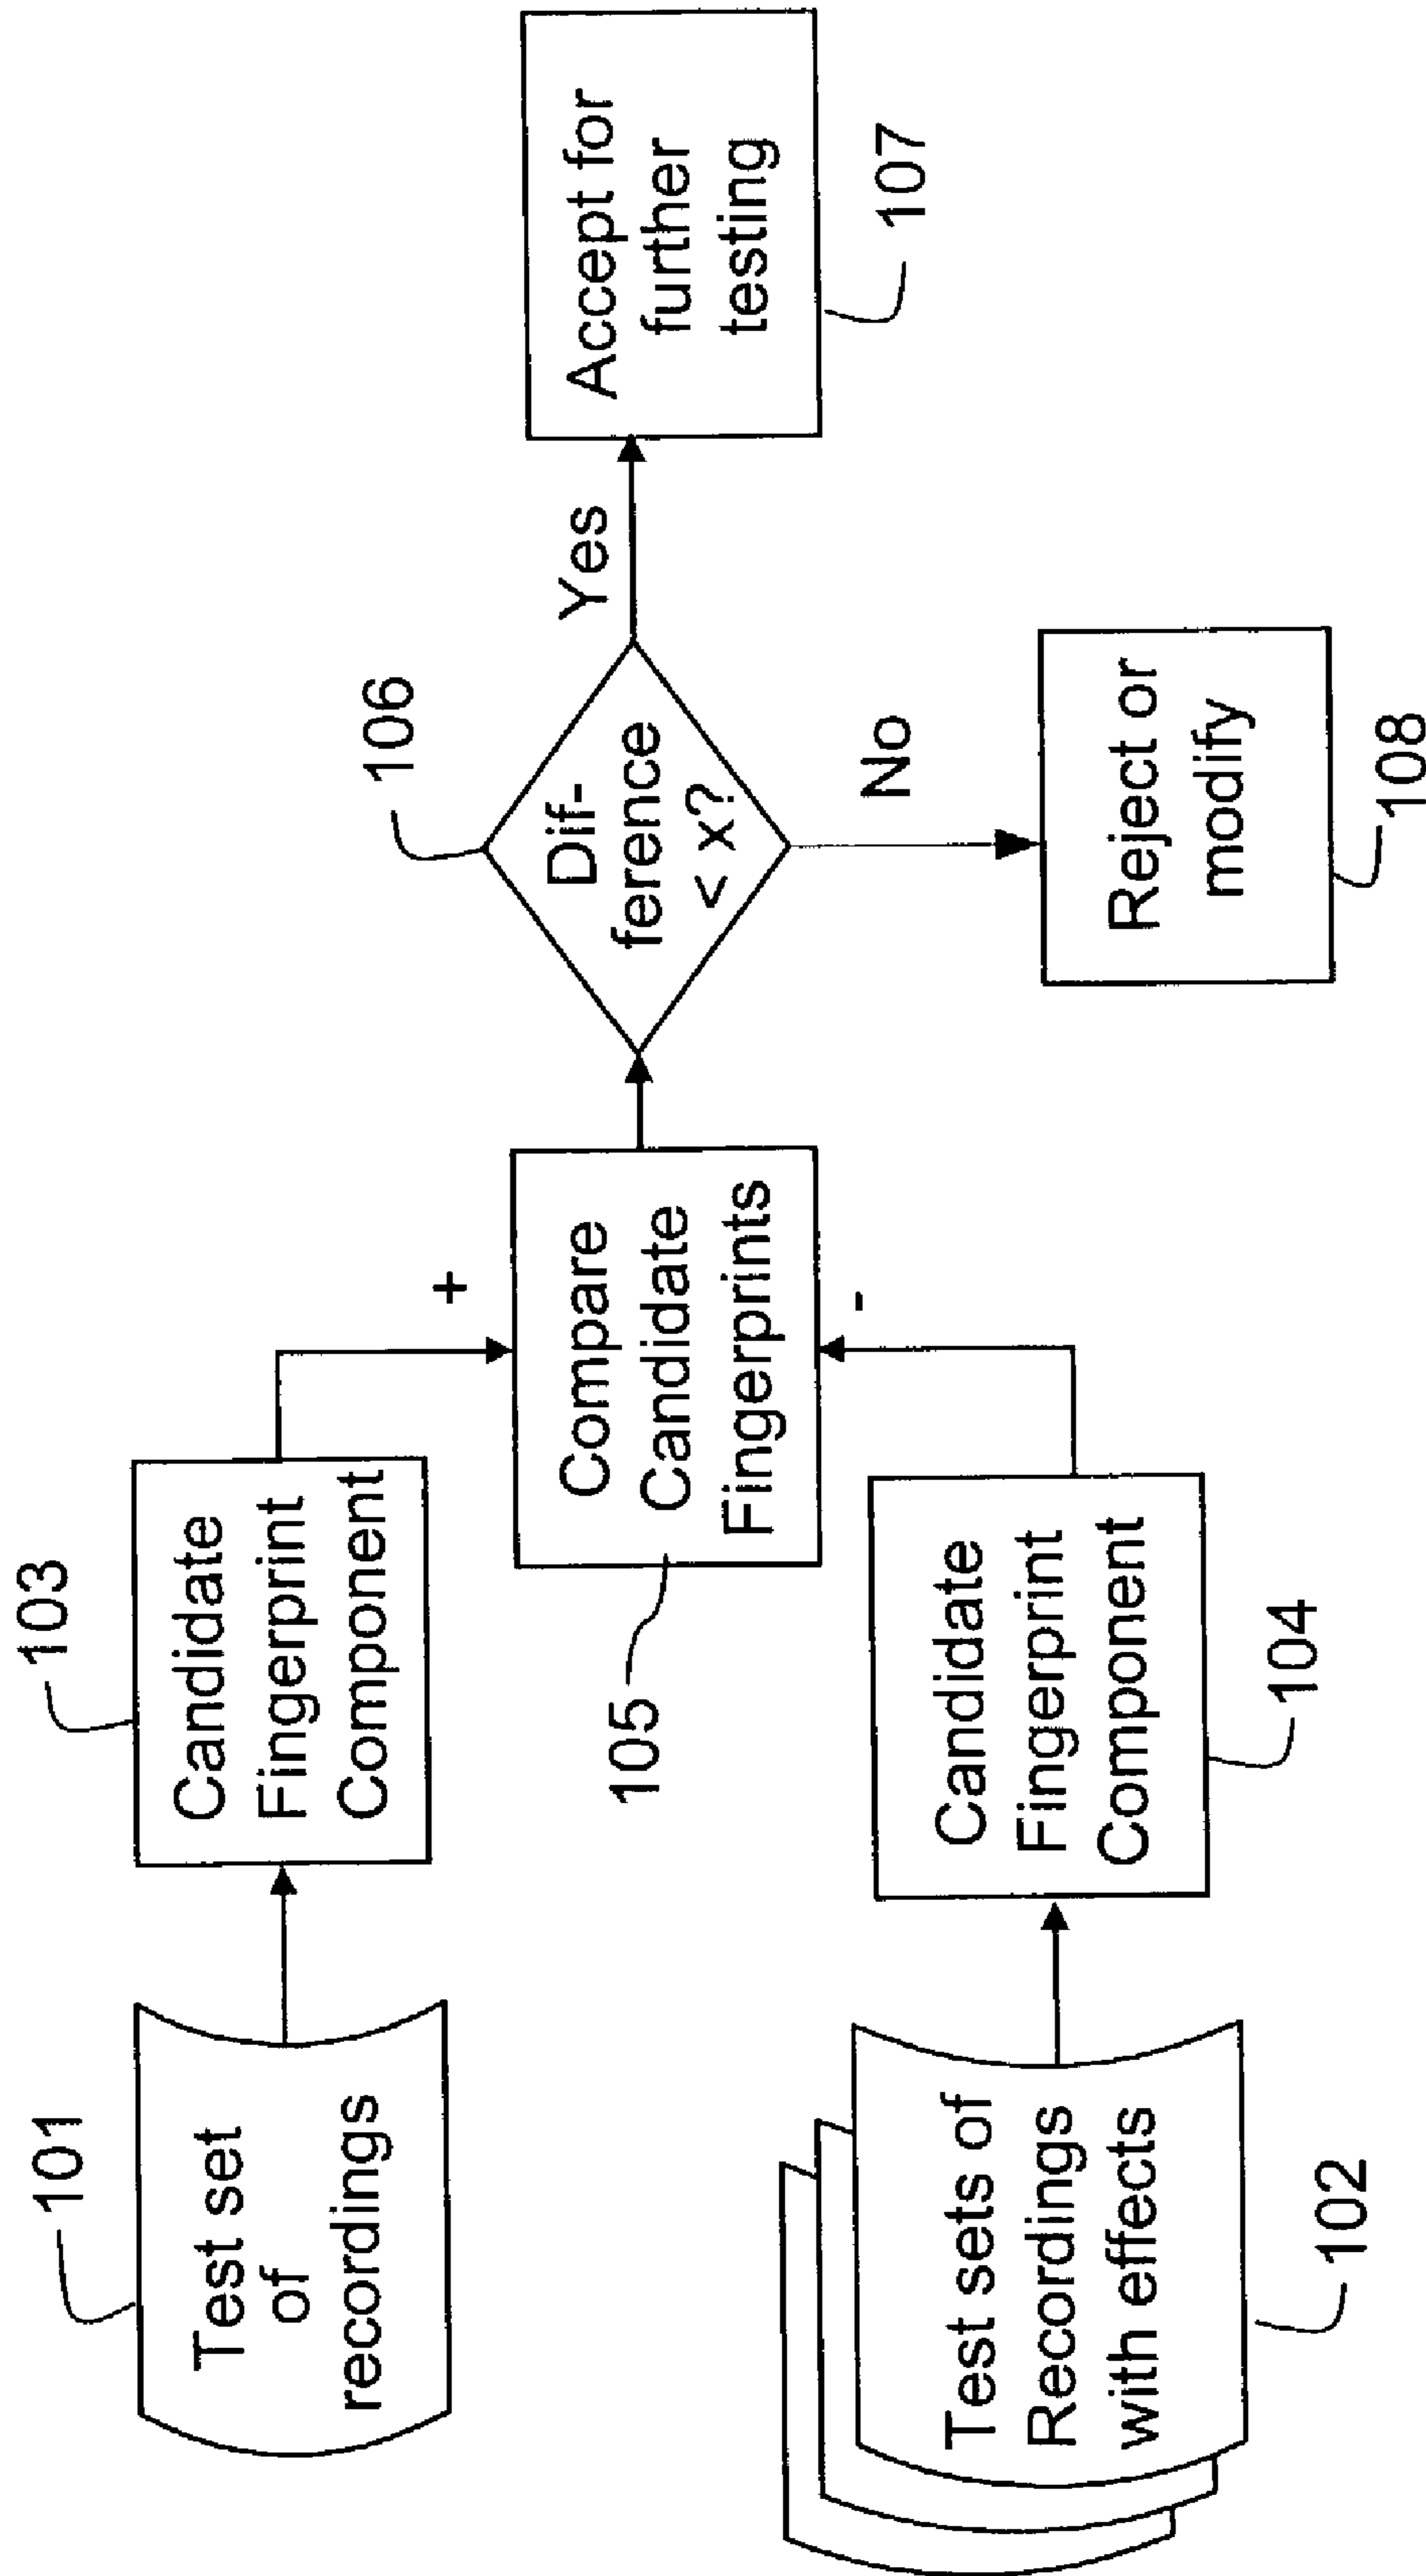 101
Test set
of
recordings
103
Candidate
Fingerprint
Component
+
105
Compare
Candidate
Fingerprints
-
106
Dif-
ference
< x?
Yes
Accept for
further
testing
107
No
Reject or
modify
108
Test sets of
Recordings
with effects
102
Candidate
Fingerprint
Component
104